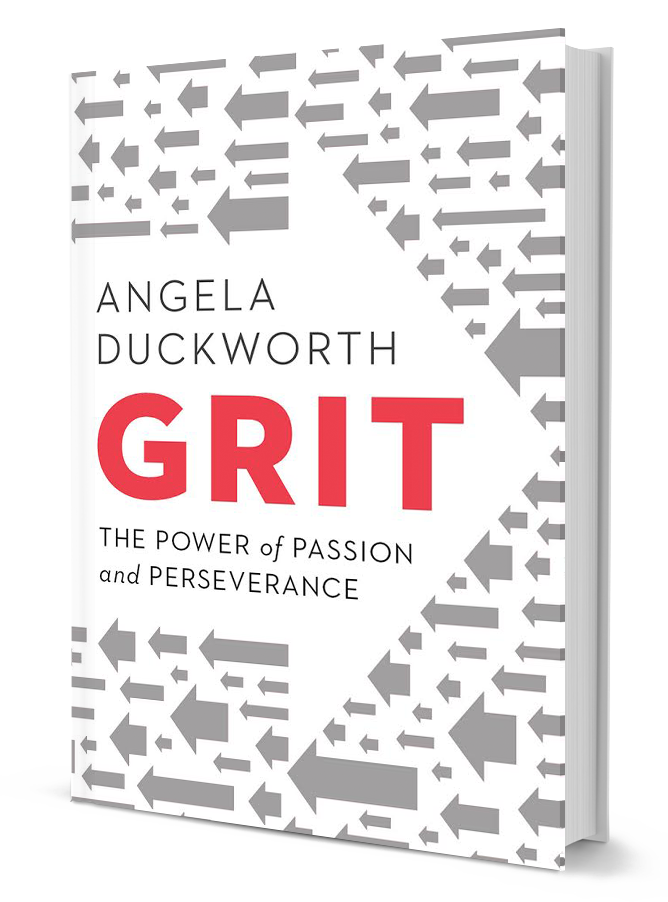 ANGELA
DUCKWORTH
GRIT
THE POWER of PASSION
and PERSEVERANCE